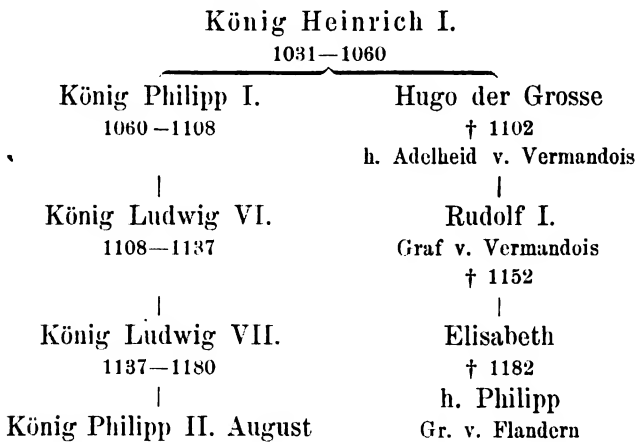 König Heinrich I.
1031—1060
König Philipp I.
1060–1108
Hugo der Grosse
† 1102
h. Adelheid v. Vermandois
König Ludwig VI.
1108—1137
Rudolf I.
Graf v. Vermandois
† 1152
König Ludwig VII.
1137—1180
Elisabeth
† 1182
h. Philipp
Gr. v. Flandern
König Philipp II. August